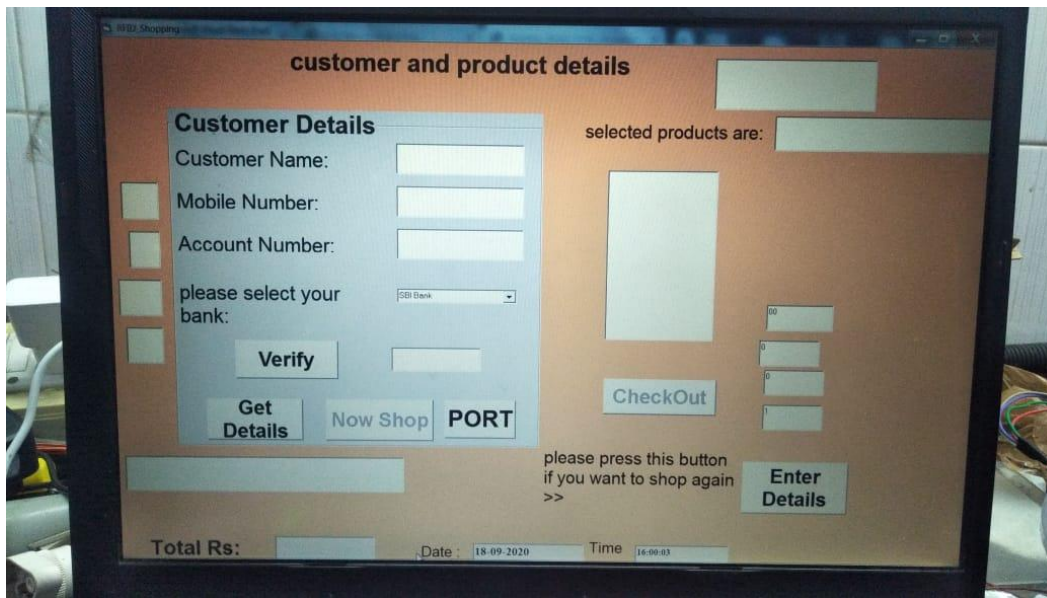 RFID_Shopping
customer and product details
Customer Details
selected products are:
Customer Name:
Mobile Number:
Account Number:
please select your
bank:
SBI Bank
00
0
0
1
Verify
CheckOut
Get
Details
Now Shop
PORT
please press this button
if you want to shop again
>>
Enter
Details
Total Rs:
Date :
18-09-2020
Time
16:00:03